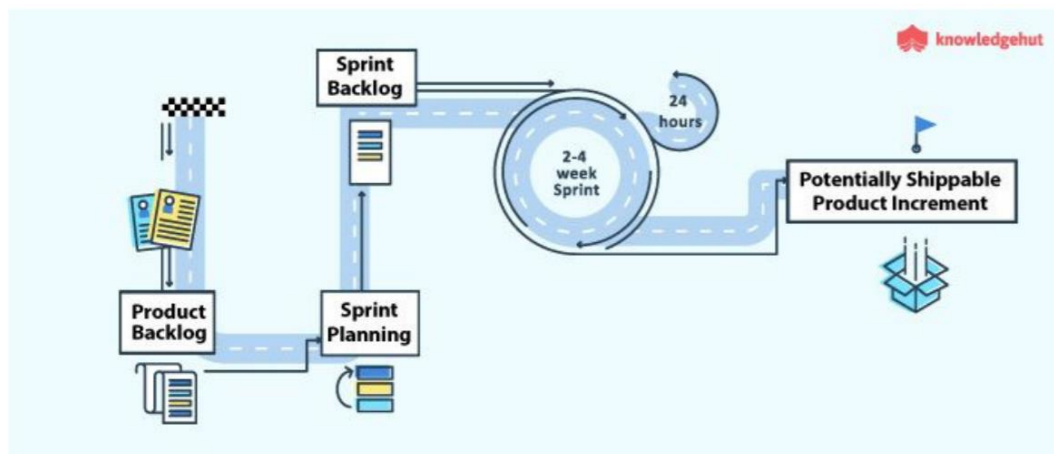 knowledgehut
Sprint
Backlog
24
hours
2-4
week
Sprint
Potentially Shippable
Product Increment
Product
Backlog
Sprint
Planning